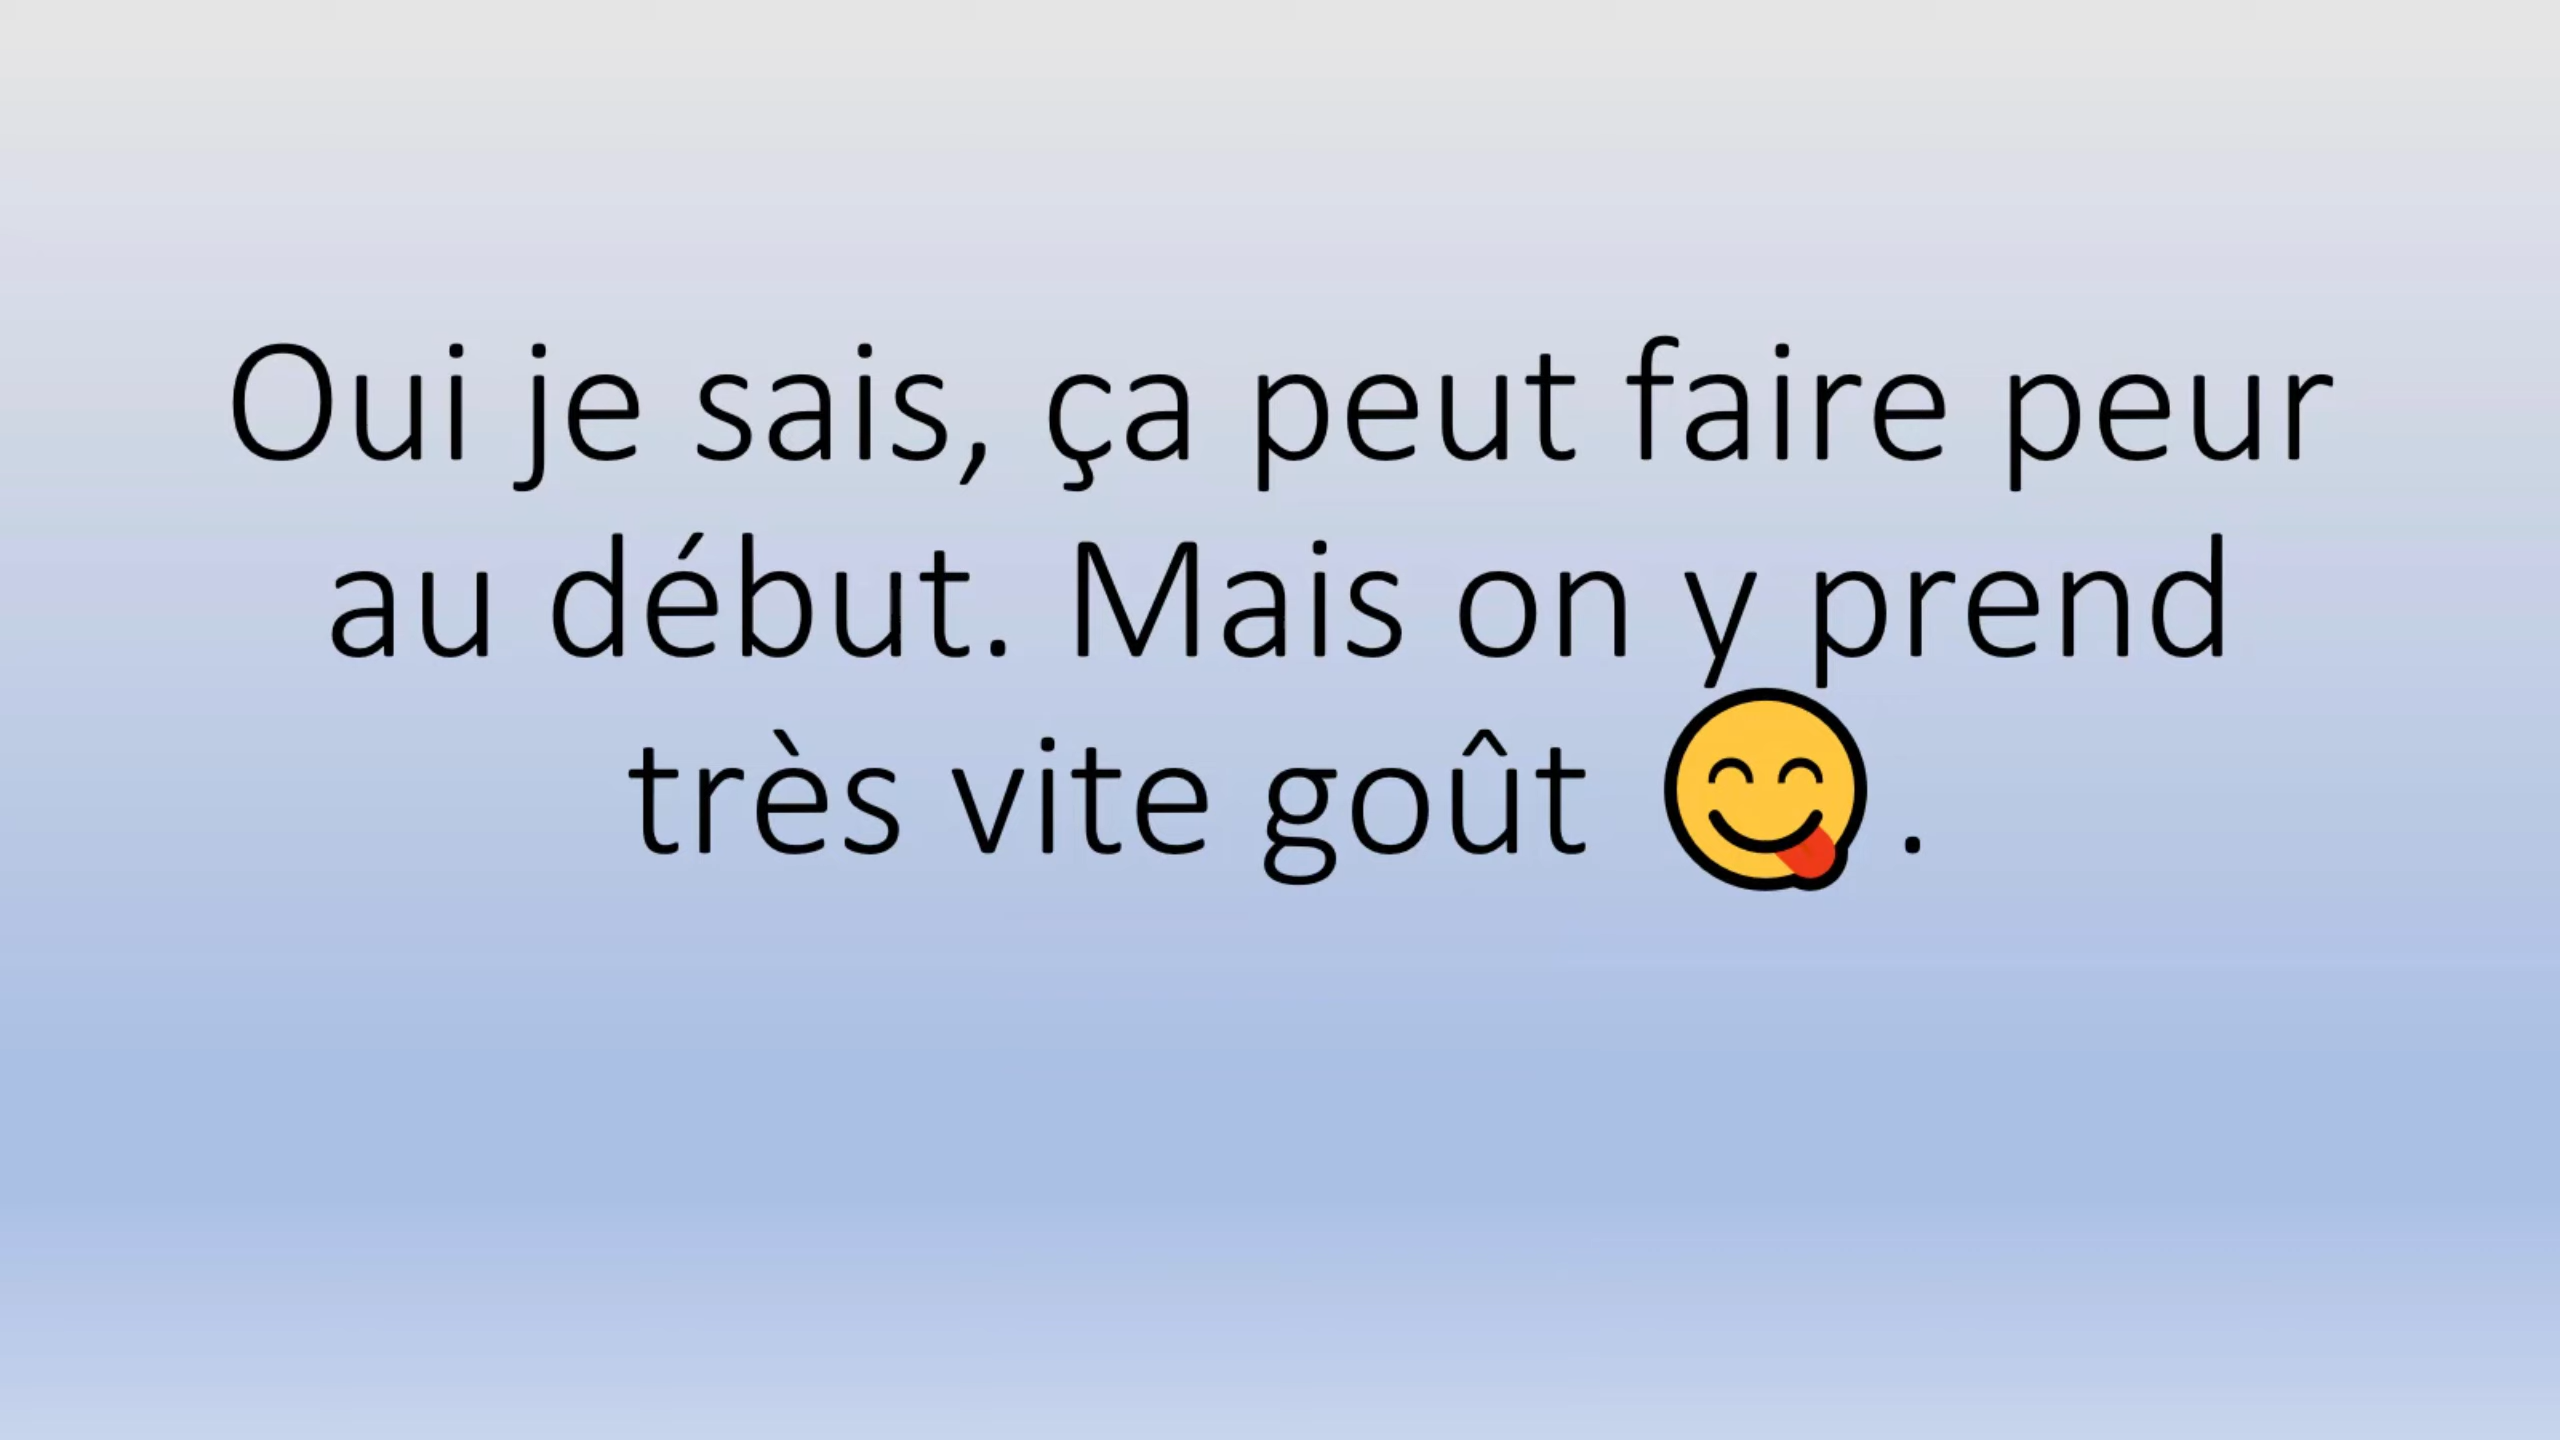 Oui je sais, ça peut faire peur
au début. Mais on y prend
très vite goût 😋 .